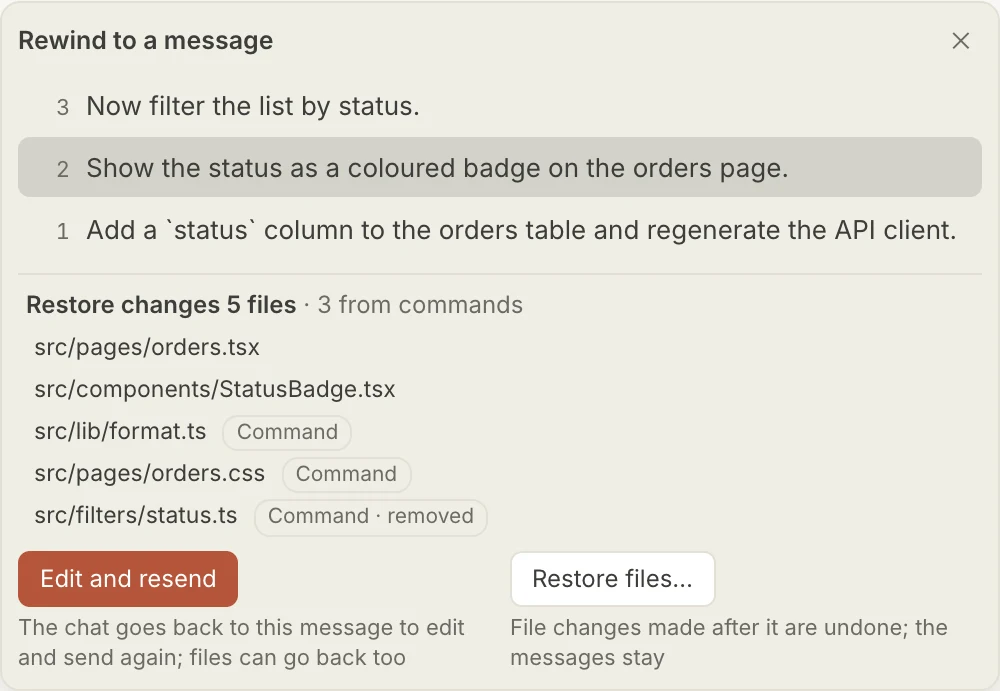 Rewind to a message
3 Now filter the list by status.
2 Show the status as a coloured badge on the orders page.
1 Add a `status` column to the orders table and regenerate the API client.
Restore changes 5 files · 3 from commands
src/pages/orders.tsx
src/components/StatusBadge.tsx
src/lib/format.ts Command
src/pages/orders.css Command
src/filters/status.ts Command · removed
Edit and resend
The chat goes back to this message to edit
and send again; files can go back too
Restore files...
File changes made after it are undone; the
messages stay